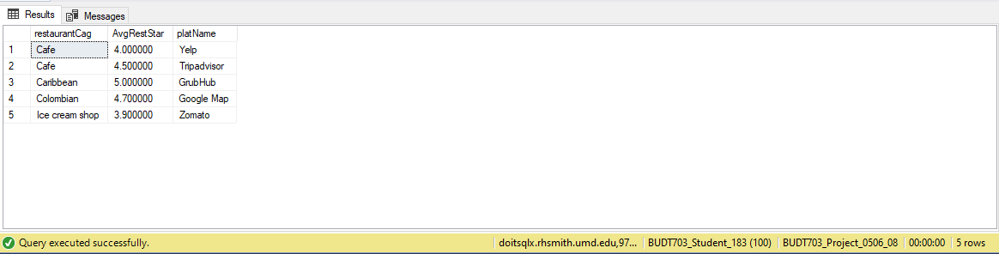 Results Messages
restaurantCag AvgRestStar platName
1 Cafe 4.000000 Yelp
2 Cafe 4.500000 Tripadvisor
3 Caribbean 5.000000 GrubHub
4 Colombian 4.700000 Google Map
5 Ice cream shop 3.900000 Zomato
Query executed successfully. doitsqlx.rhsmith.umd.edu,97... BUDT703_Student_183 (100) BUDT703_Project_0506_08 00:00:00 5 rows